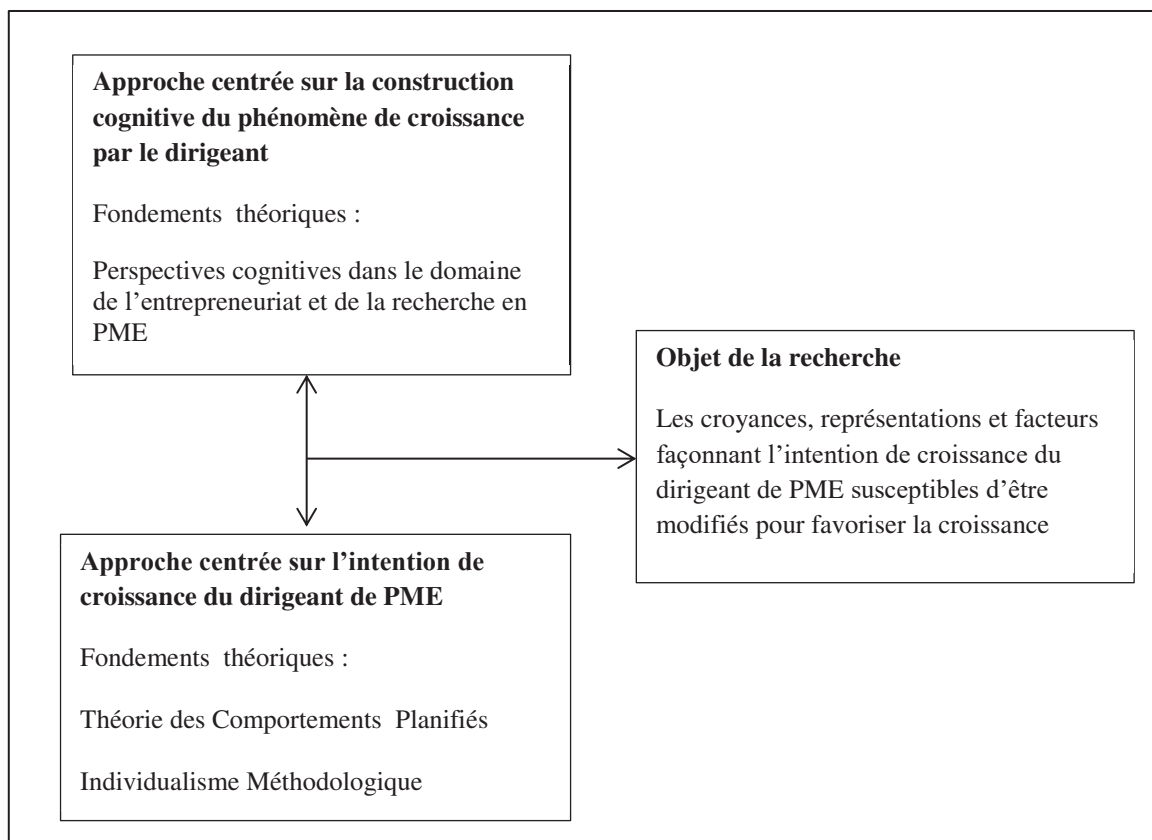 Approche centrée sur la construction
cognitive du phénomène de croissance
par le dirigeant
Fondements théoriques :
Perspectives cognitives dans le domaine
de l’entrepreneuriat et de la recherche en
PME
Objet de la recherche
Les croyances, représentations et facteurs
façonnant l’intention de croissance du
dirigeant de PME susceptibles d’être
modifiés pour favoriser la croissance
Approche centrée sur l’intention de
croissance du dirigeant de PME
Fondements théoriques :
Théorie des Comportements Planifiés
Individualisme Méthodologique